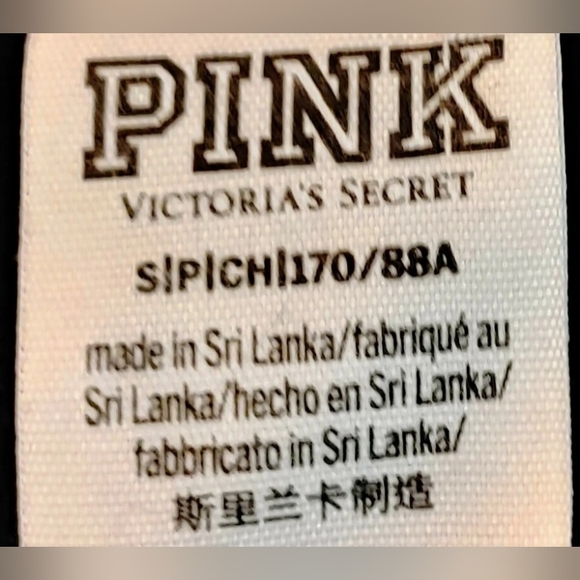 PINK
VICTORIA'S SECRET
S|P|CH|170/88A
made in Sri Lanka/fabriqué au
Sri Lanka/hecho en Sri Lanka/
fabbricato in Sri Lanka/
斯里兰卡制造